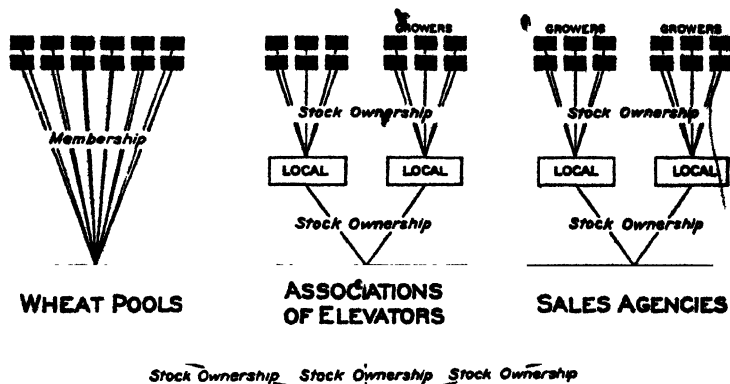 GROWERS GROWERS GROWERS
Stock Ownership Stock Ownership
Membership
LOCAL LOCAL LOCAL LOCAL
Stock Ownership Stock Ownership
WHEAT POOLS
ASSOCIATIONS
OF ELEVATORS
SALES AGENCIES
Stock Ownership Stock Ownership Stock Ownership